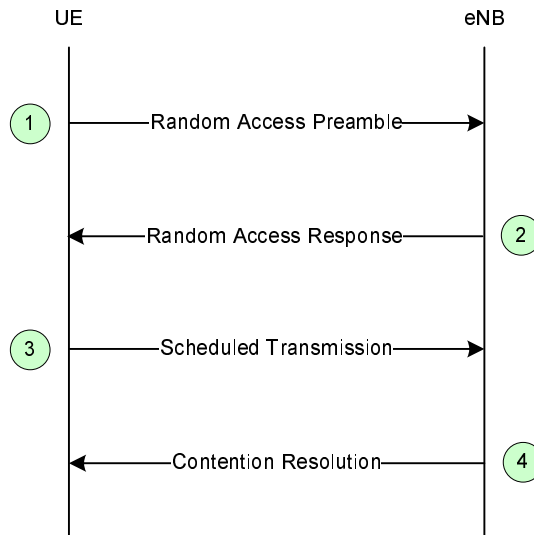 UE eNB
1 Random Access Preamble
Random Access Response 2
3 Scheduled Transmission
Contention Resolution 4